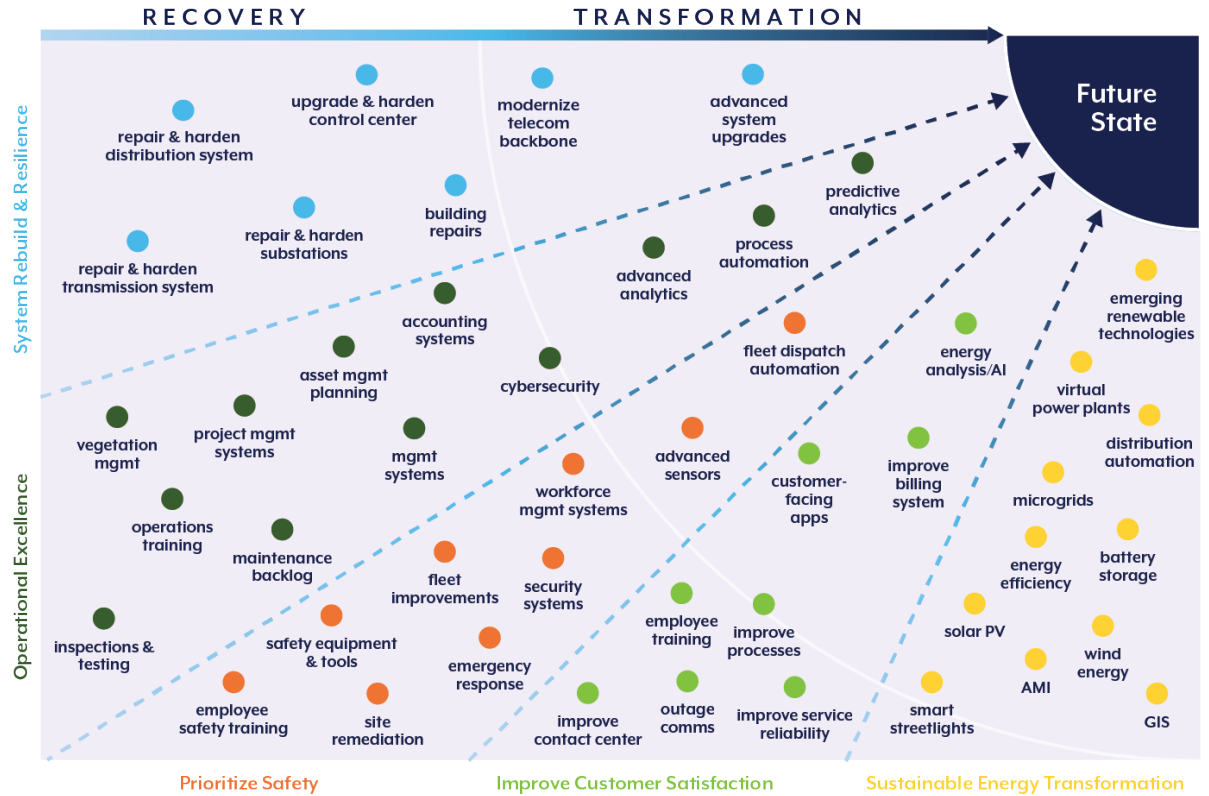 RECOVERY
TRANSFORMATION
Future
State
System Rebuild & Resilience
repair & harden
distribution system
upgrade & harden
control center
modernize
telecom
backbone
advanced
system
upgrades
repair & harden
transmission system
repair & harden
substations
building
repairs
predictive
analytics
process
automation
advanced
analytics
accounting
systems
asset mgmt
planning
cybersecurity
Operational Excellence
vegetation
mgmt
project mgmt
systems
mgmt
systems
operations
training
maintenance
backlog
inspections &
testing
fleet dispatch
automation
advanced
sensors
workforce
mgmt systems
fleet
improvements
security
systems
safety equipment
& tools
emergency
response
employee
safety training
site
remediation
energy
analysis/AI
customer-
facing
apps
improve
billing
system
employee
training
improve
processes
improve
contact center
outage
comms
improve service
reliability
emerging
renewable
technologies
virtual
power plants
distribution
automation
microgrids
energy
efficiency
battery
storage
solar PV
wind
energy
AMI
smart
streetlights
GIS
Prioritize Safety
Improve Customer Satisfaction
Sustainable Energy Transformation